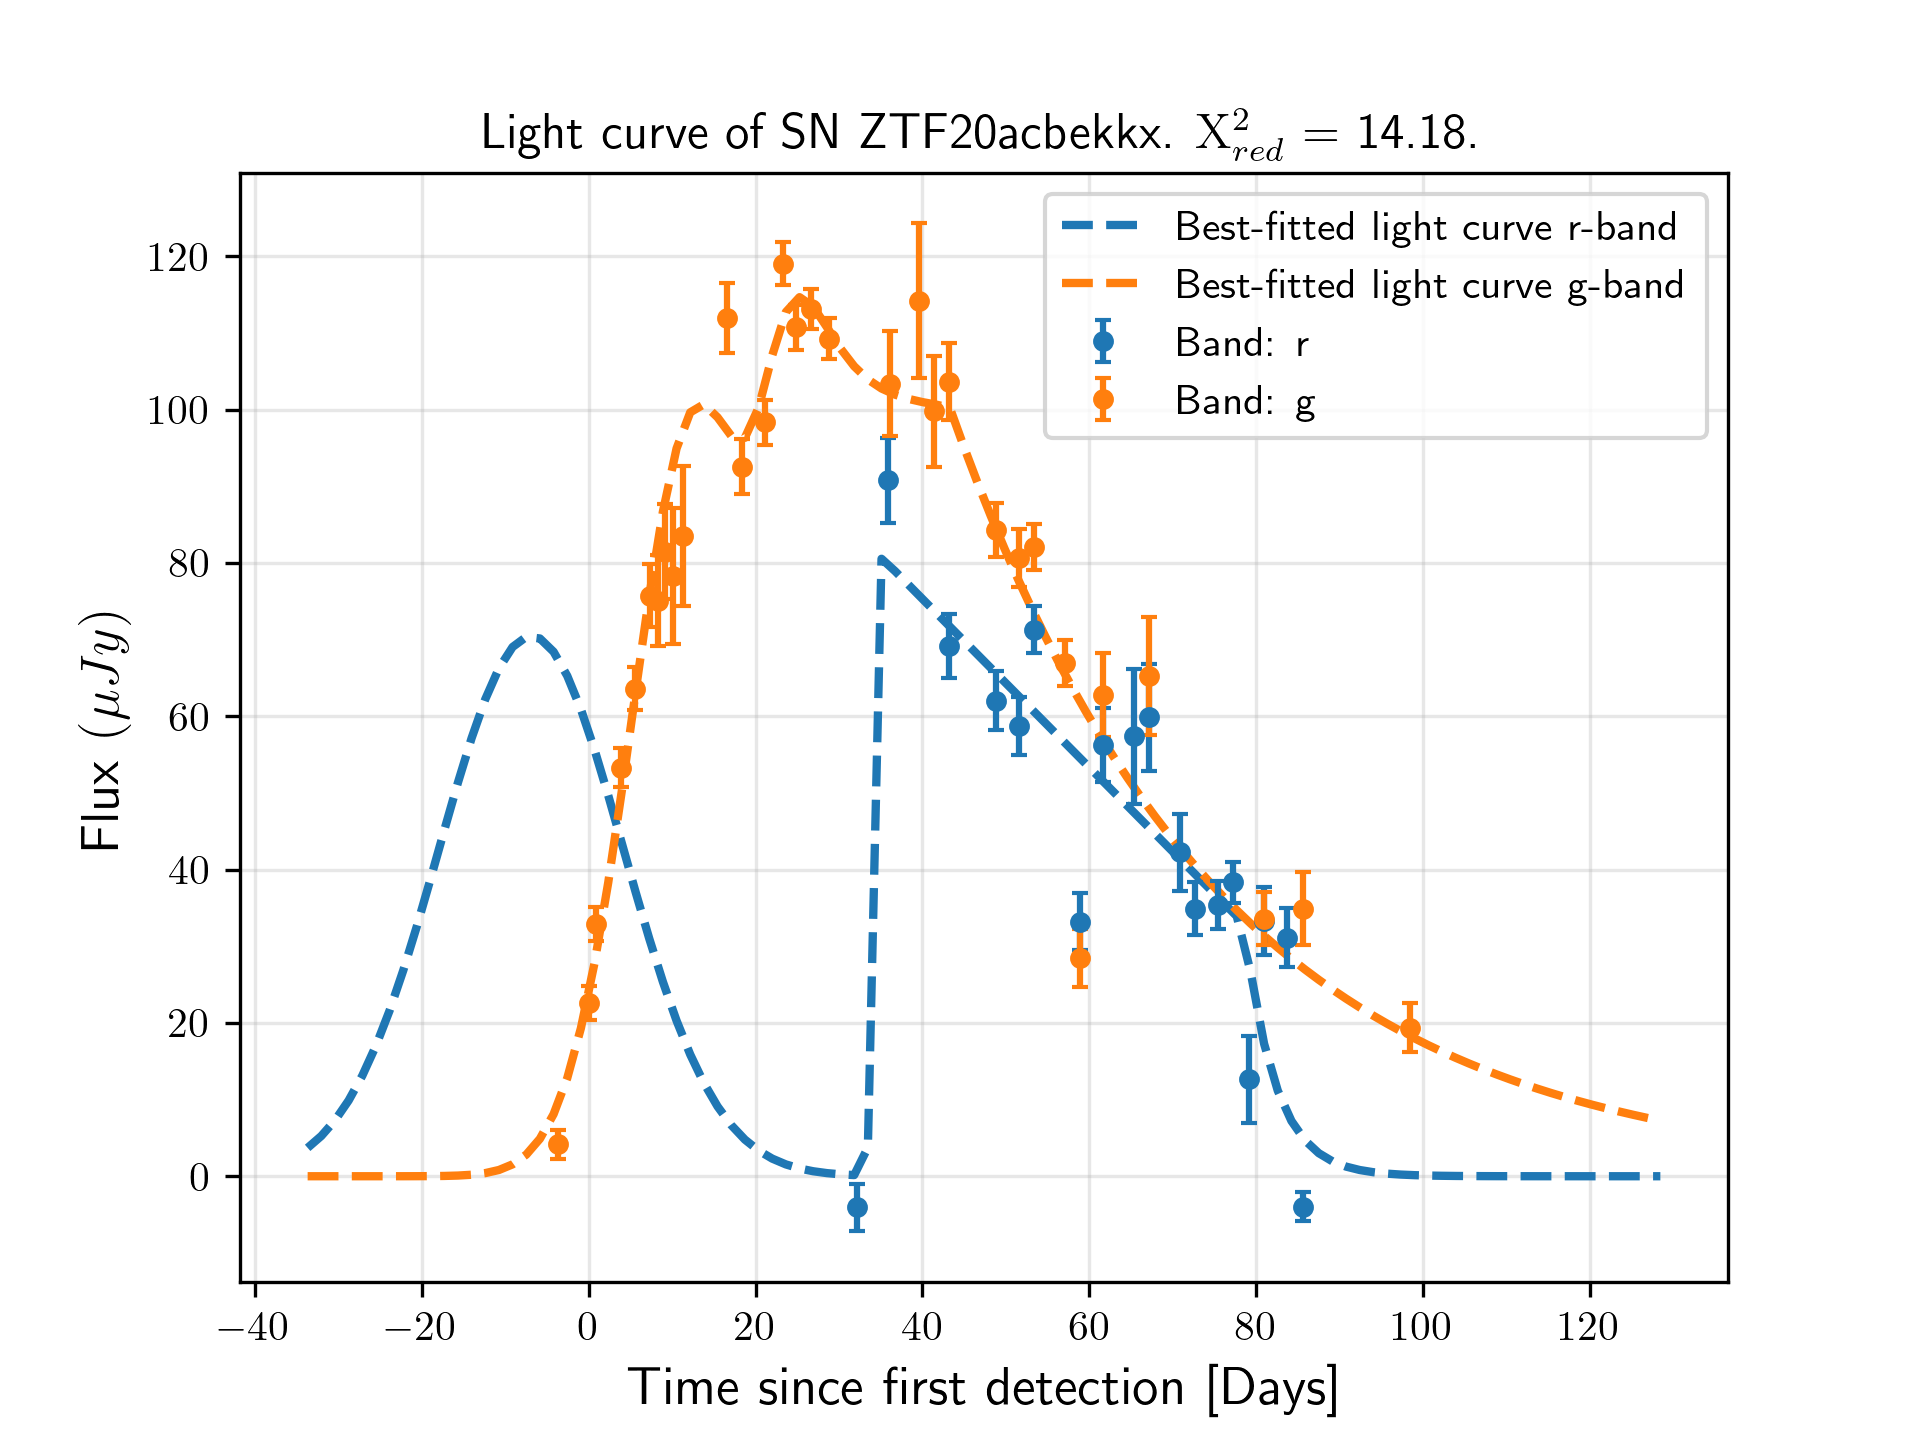 Light curve of SN ZTF20acbekkx. X²_red = 14.18.
Best-fitted light curve r-band
Best-fitted light curve g-band
Band: r
Band: g
Flux (μJy)
120
100
80
60
40
20
0
−40 −20 0 20 40 60 80 100 120
Time since first detection [Days]